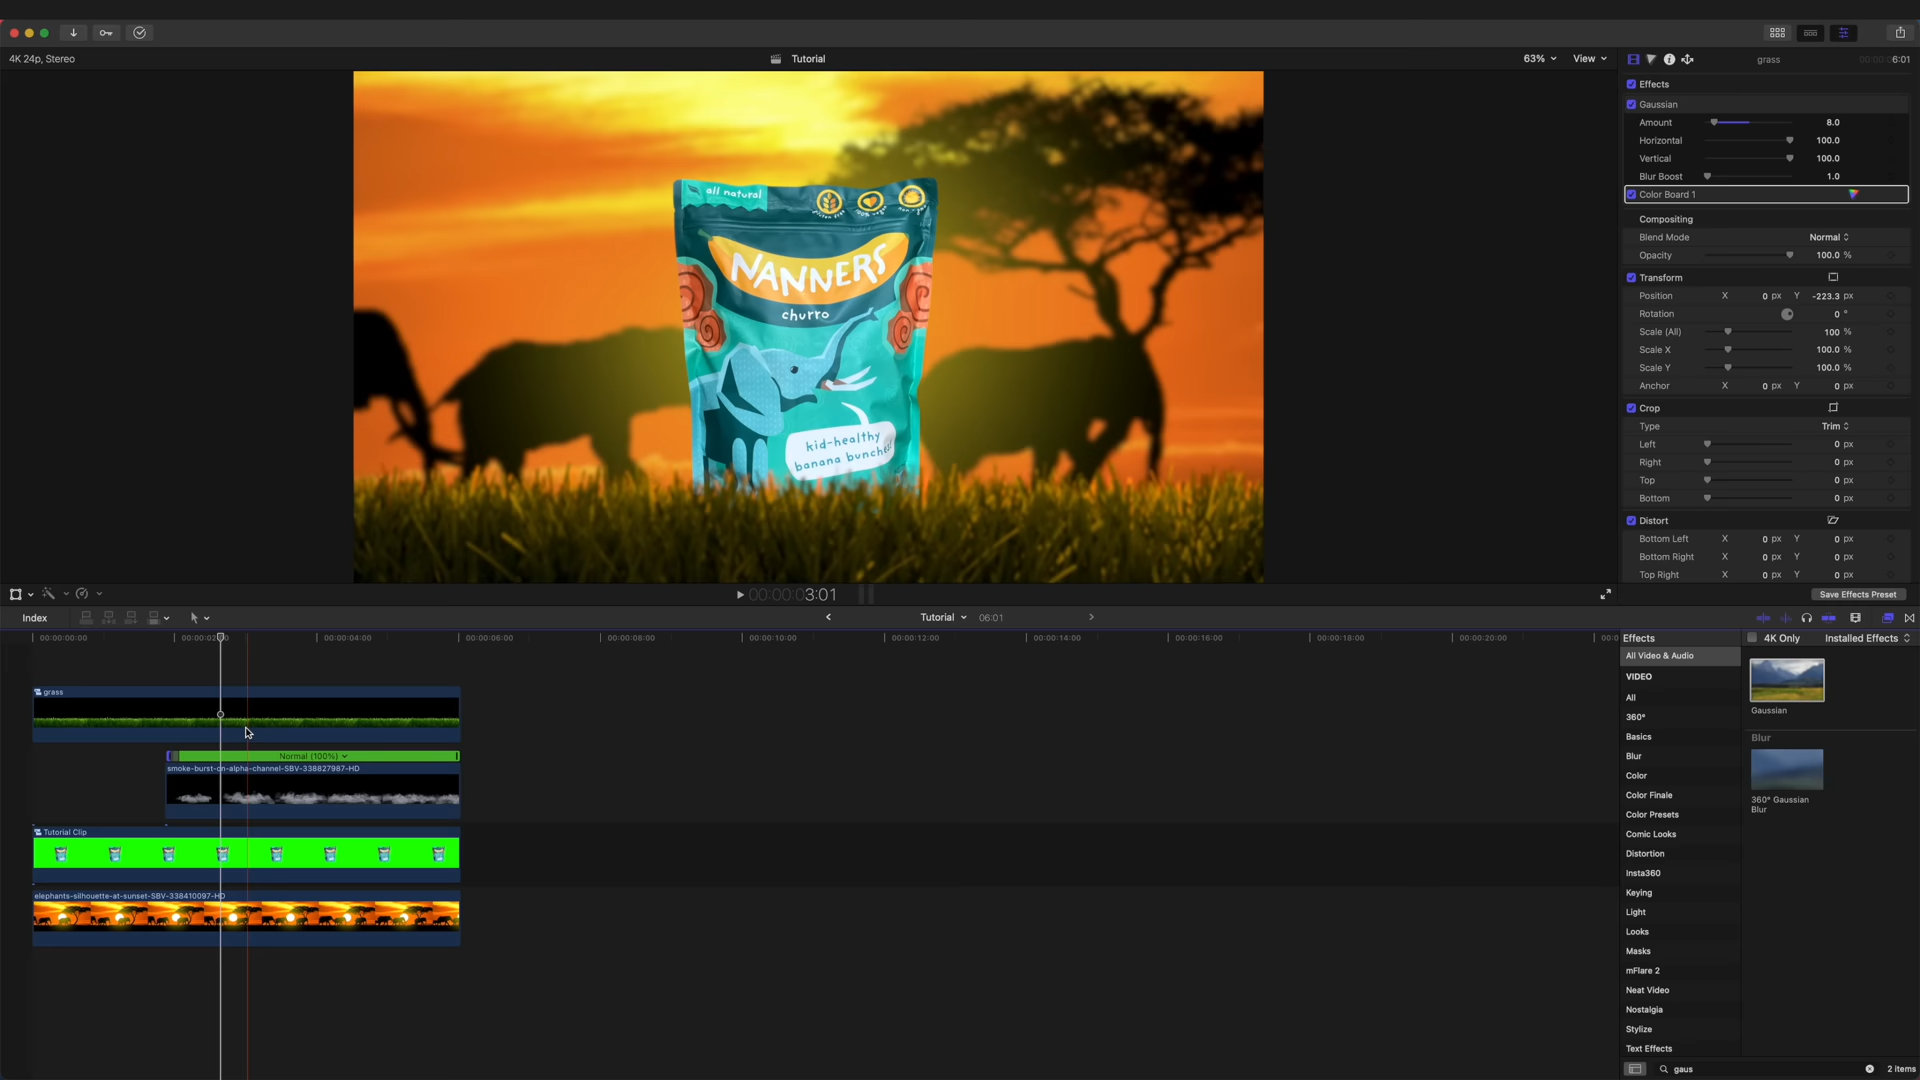 4K 24p, Stereo
Tutorial
63%
View
grass
00:00:00 6:01
all natural
gluten free
100% vegan
NANNERS
churro
kid-healthy
banana bunches
Effects
Gaussian
Amount 8.0
Horizontal 100.0
Vertical 100.0
Blur Boost 1.0
Color Board 1
Compositing
Blend Mode Normal
Opacity 100.0 %
Transform
Position X 0 px Y -223.3 px
Rotation 0 °
Scale (All) 100 %
Scale X 100.0 %
Scale Y 100.0 %
Anchor X 0 px Y 0 px
Crop
Type Trim
Left 0 px
Right 0 px
Top 0 px
Bottom 0 px
Distort
Bottom Left X 0 px Y 0 px
Bottom Right X 0 px Y 0 px
Top Right X 0 px Y 0 px
Save Effects Preset
00:00:03:01
Index
Tutorial 06:01
00:00:00:00
00:00:04:00
00:00:06:00
00:00:08:00
00:00:10:00
00:00:12:00
00:00:14:00
00:00:16:00
00:00:18:00
00:00:20:00
grass
Normal (100%)
smoke-burst-on-alpha-channel-SBV-338827987-HD
Tutorial Clip
elephants-silhouette-at-sunset-SBV-338410097-HD
Effects
4K Only
Installed Effects
All Video & Audio
VIDEO
All
360°
Basics
Blur
Color
Color Finale
Color Presets
Comic Looks
Distortion
Insta360
Keying
Light
Looks
Masks
mFlare 2
Neat Video
Nostalgia
Stylize
Text Effects
Gaussian
Blur
360° Gaussian
Blur
gaus
2 items